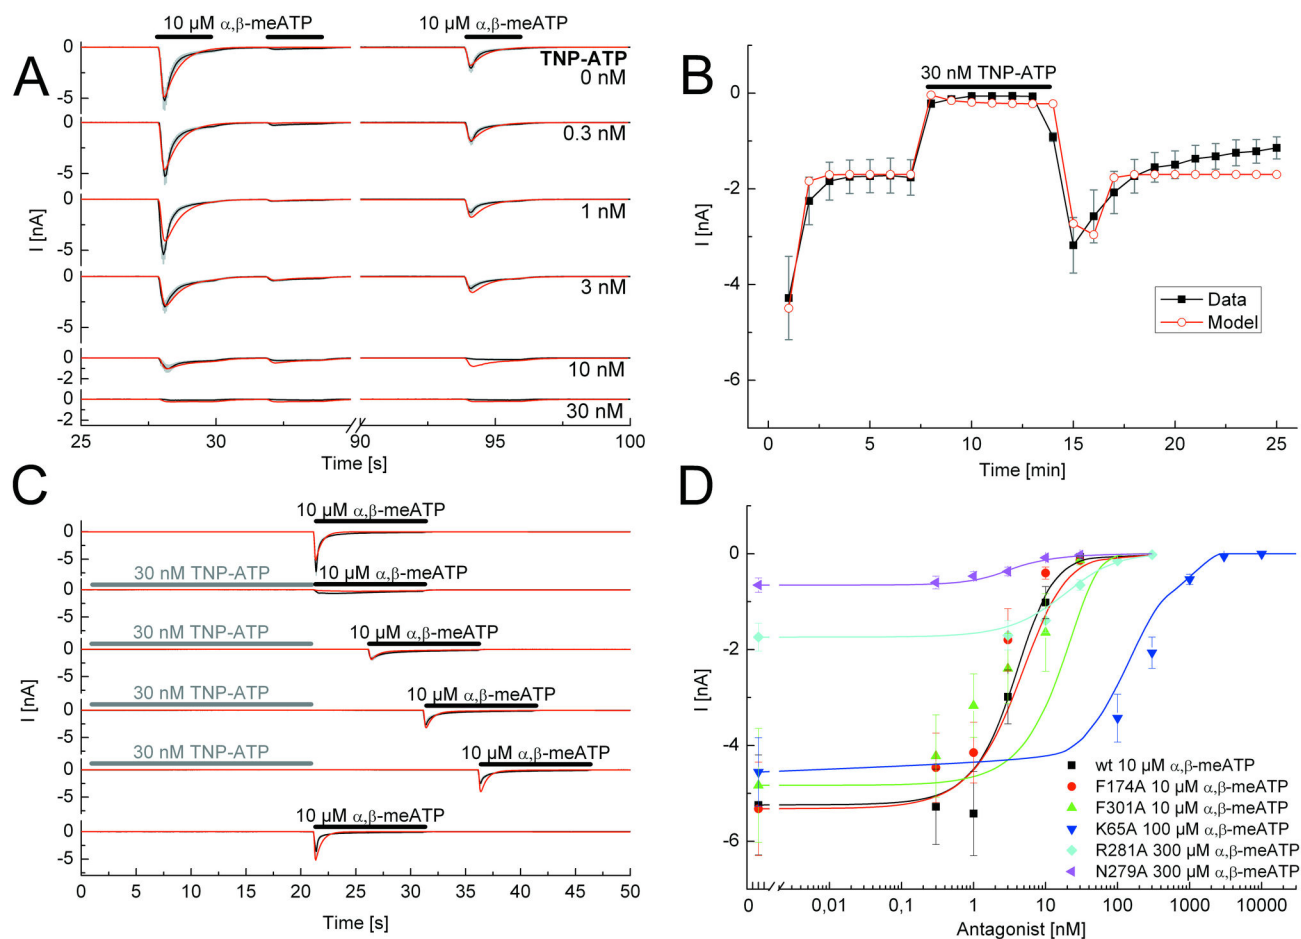 A
10 µM α,β-meATP
10 µM α,β-meATP
TNP-ATP
0 nM
0
-5
0.3 nM
0
-5
1 nM
0
-5
3 nM
0
-5
10 nM
0
-2
30 nM
0
-2
I [nA]
25 30 90 95 100
Time [s]
B
30 nM TNP-ATP
0
-2
-4
-6
I [nA]
Data
Model
0 5 10 15 20 25
Time [min]
C
10 µM α,β-meATP
0
-5
30 nM TNP-ATP
10 µM α,β-meATP
0
-5
30 nM TNP-ATP
10 µM α,β-meATP
0
-5
30 nM TNP-ATP
10 µM α,β-meATP
0
-5
30 nM TNP-ATP
10 µM α,β-meATP
0
-5
10 µM α,β-meATP
0
-5
I [nA]
0 5 10 15 20 25 30 35 40 45 50
Time [s]
D
0
-2
-4
-6
I [nA]
wt 10 µM α,β-meATP
F174A 10 µM α,β-meATP
F301A 10 µM α,β-meATP
K65A 100 µM α,β-meATP
R281A 300 µM α,β-meATP
N279A 300 µM α,β-meATP
0 0,01 0,1 1 10 100 1000 10000
Antagonist [nM]